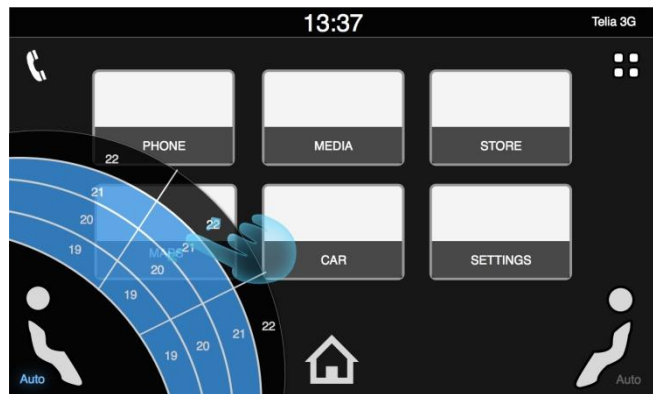 13:37
Telia 3G
PHONE
MEDIA
STORE
22
21
22
20
21
19
MAPS
20
CAR
SETTINGS
19
22
21
20
19
Auto
Auto